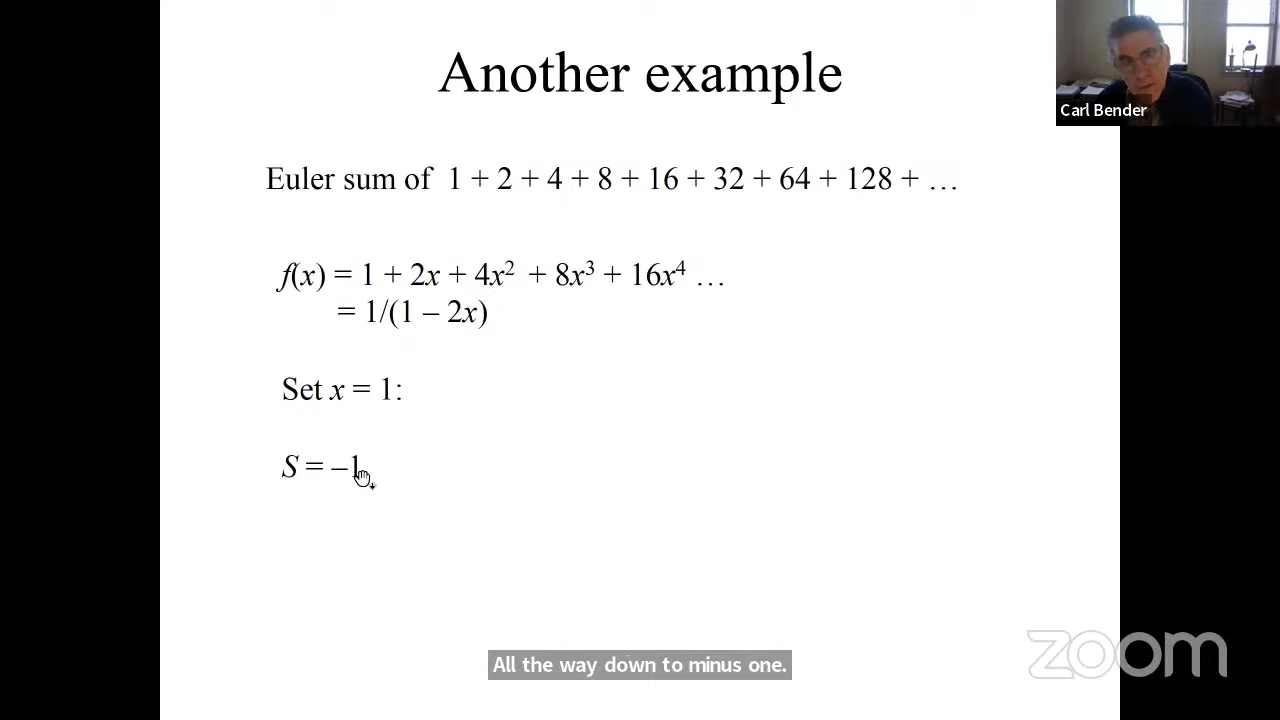 Another example
Carl Bender
Euler sum of 1 + 2 + 4 + 8 + 16 + 32 + 64 + 128 + …
f(x) = 1 + 2x + 4x² + 8x³ + 16x⁴ …
= 1/(1 – 2x)
Set x = 1:
S = –1
All the way down to minus one.
zoom